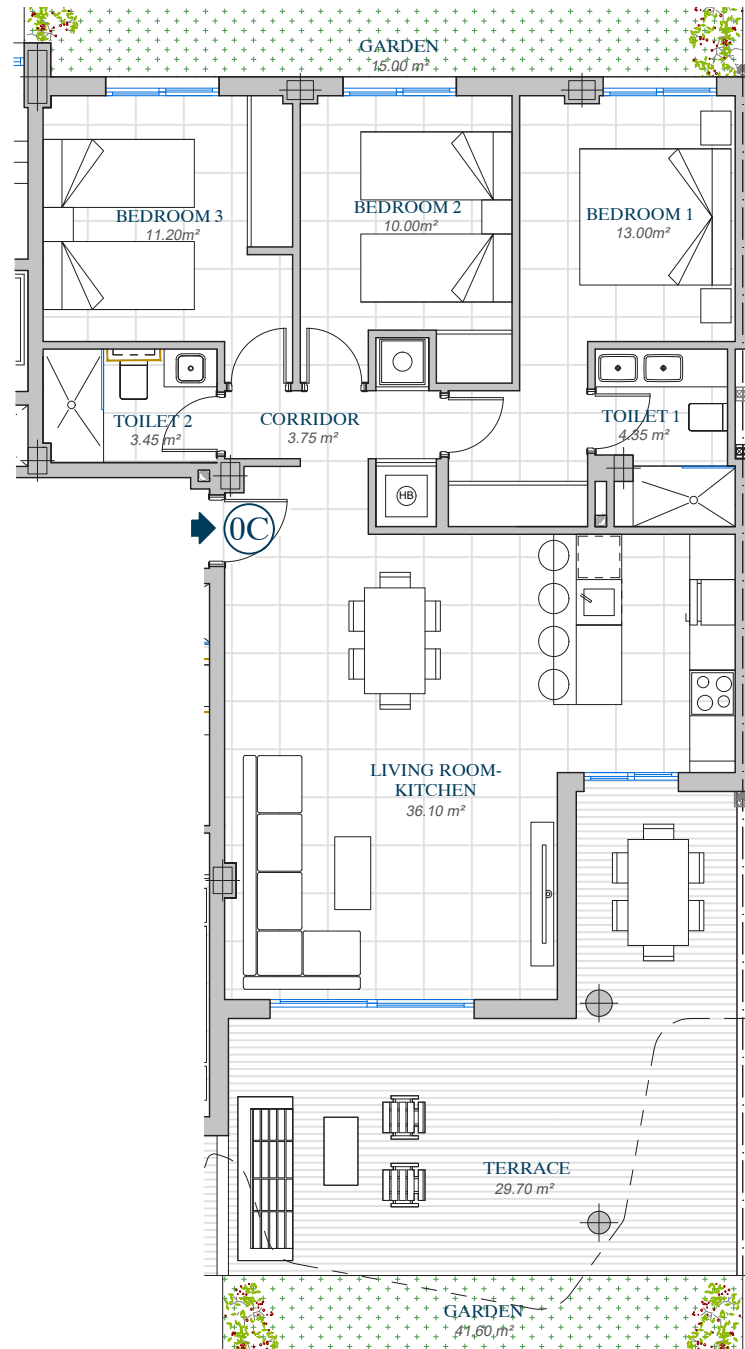 GARDEN
15.00 m²
BEDROOM 3
11.20m²
BEDROOM 2
10.00m²
BEDROOM 1
13.00m²
TOILET 2
3.45 m²
CORRIDOR
3.75 m²
TOILET 1
4.35 m²
HB
0C
LIVING ROOM-
KITCHEN
36.10 m²
TERRACE
29.70 m²
GARDEN
41.60 m²